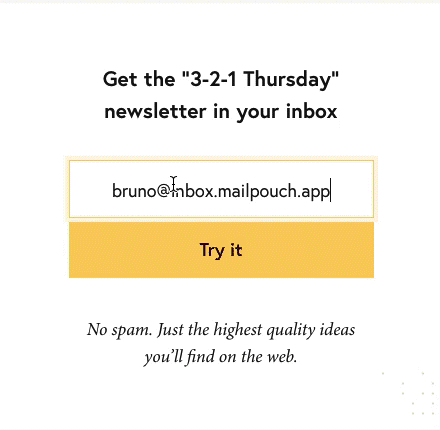 Get the "3-2-1 Thursday"
newsletter in your inbox
bruno@inbox.mailpouch.app
Try it
No spam. Just the highest quality ideas
you'll find on the web.